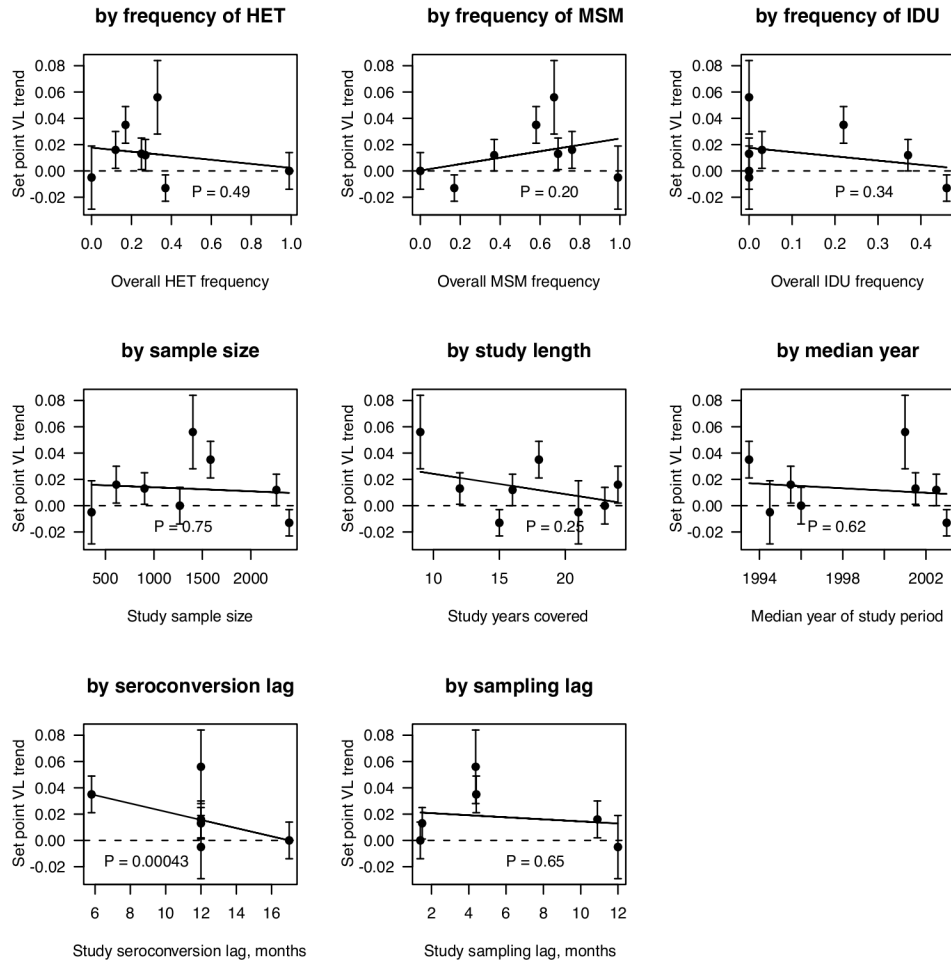 by frequency of HET
Set point VL trend
0.08
0.06
0.04
0.02
0.00
-0.02
P = 0.49
0.0 0.2 0.4 0.6 0.8 1.0
Overall HET frequency
by frequency of MSM
Set point VL trend
0.08
0.06
0.04
0.02
0.00
-0.02
P = 0.20
0.0 0.2 0.4 0.6 0.8 1.0
Overall MSM frequency
by frequency of IDU
Set point VL trend
0.08
0.06
0.04
0.02
0.00
-0.02
P = 0.34
0.0 0.1 0.2 0.3 0.4
Overall IDU frequency
by sample size
Set point VL trend
0.08
0.06
0.04
0.02
0.00
-0.02
P = 0.75
500 1000 1500 2000
Study sample size
by study length
Set point VL trend
0.08
0.06
0.04
0.02
0.00
-0.02
P = 0.25
10 15 20
Study years covered
by median year
Set point VL trend
0.08
0.06
0.04
0.02
0.00
-0.02
P = 0.62
1994 1998 2002
Median year of study period
by seroconversion lag
Set point VL trend
0.08
0.06
0.04
0.02
0.00
-0.02
P = 0.00043
6 8 10 12 14 16
Study seroconversion lag, months
by sampling lag
Set point VL trend
0.08
0.06
0.04
0.02
0.00
-0.02
P = 0.65
2 4 6 8 10 12
Study sampling lag, months